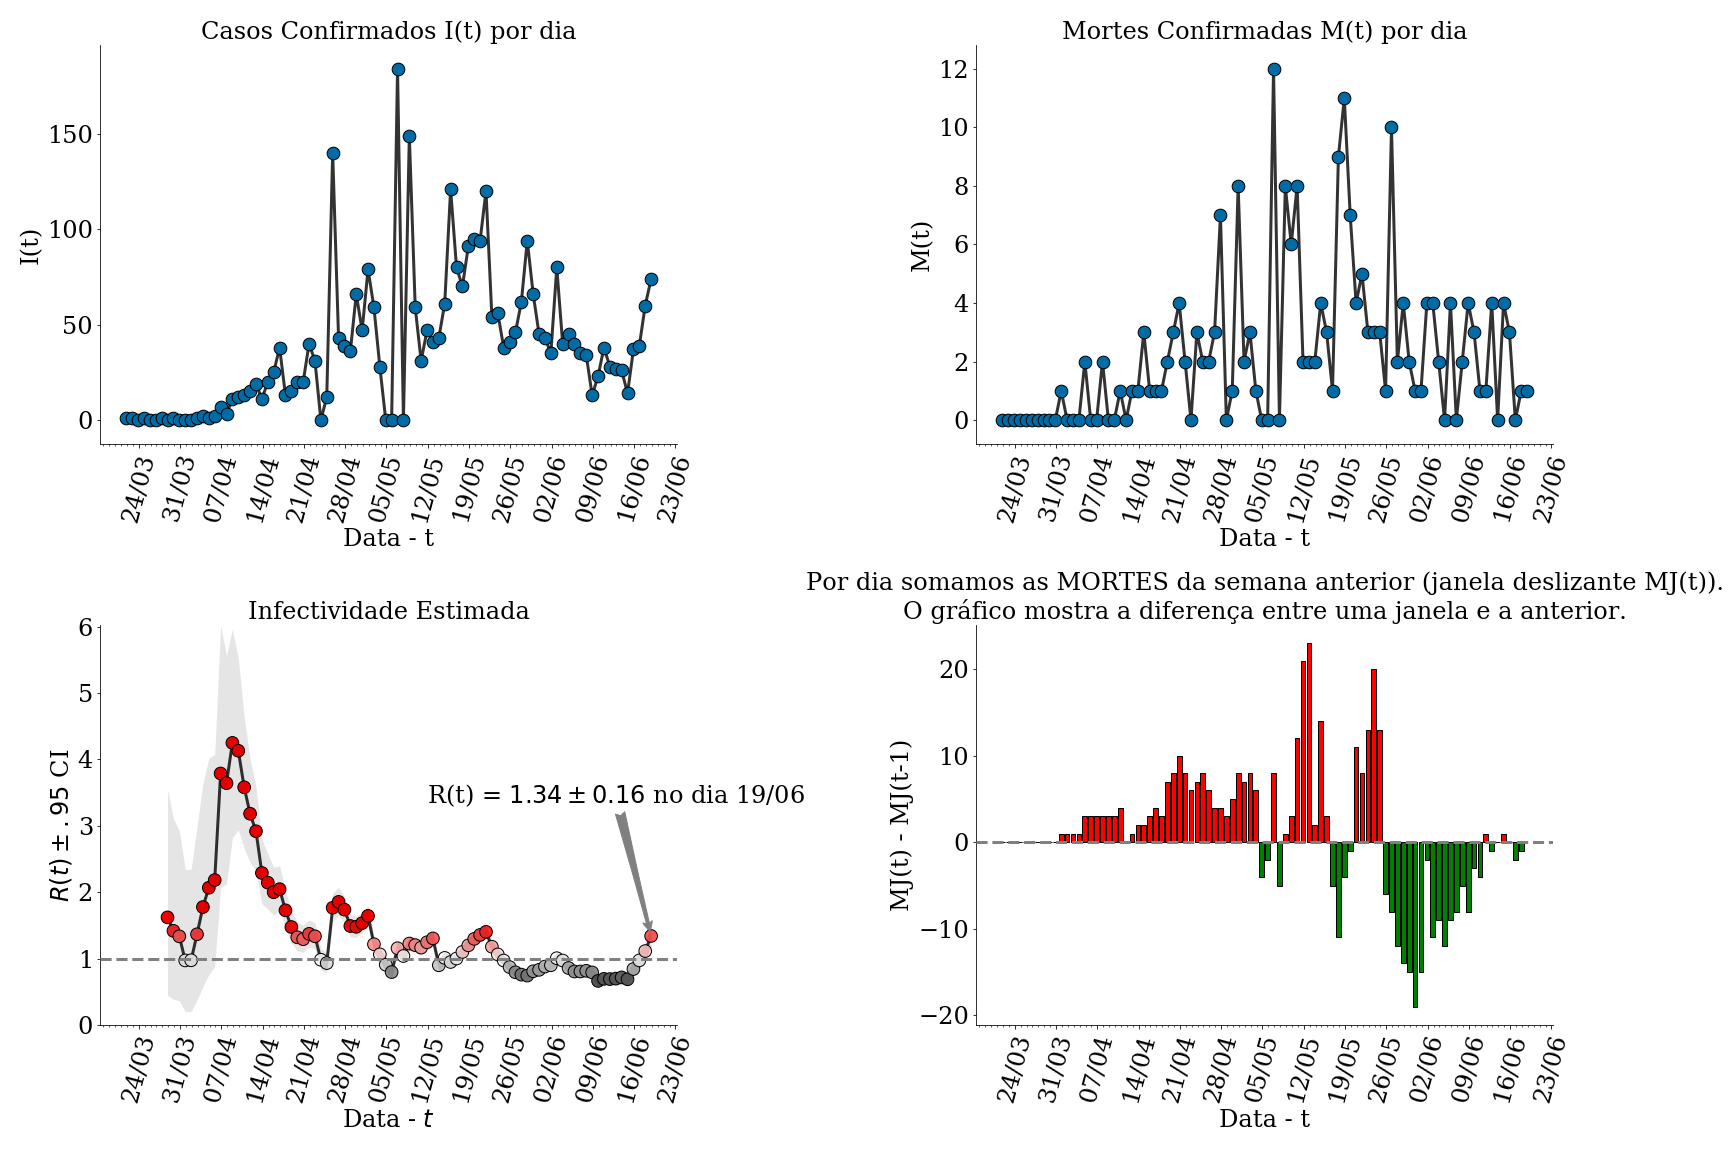 Casos Confirmados I(t) por dia
I(t)
150
100
50
0
24/03 31/03 07/04 14/04 21/04 28/04 05/05 12/05 19/05 26/05 02/06 09/06 16/06 23/06
Data - t
Mortes Confirmadas M(t) por dia
M(t)
12
10
8
6
4
2
0
24/03 31/03 07/04 14/04 21/04 28/04 05/05 12/05 19/05 26/05 02/06 09/06 16/06 23/06
Data - t
Infectividade Estimada
R(t) ± .95 CI
6
5
4
3
2
1
0
R(t) = 1.34 ± 0.16 no dia 19/06
24/03 31/03 07/04 14/04 21/04 28/04 05/05 12/05 19/05 26/05 02/06 09/06 16/06 23/06
Data - t
Por dia somamos as MORTES da semana anterior (janela deslizante MJ(t)).
O gráfico mostra a diferença entre uma janela e a anterior.
MJ(t) - MJ(t-1)
20
10
0
−10
−20
24/03 31/03 07/04 14/04 21/04 28/04 05/05 12/05 19/05 26/05 02/06 09/06 16/06 23/06
Data - t